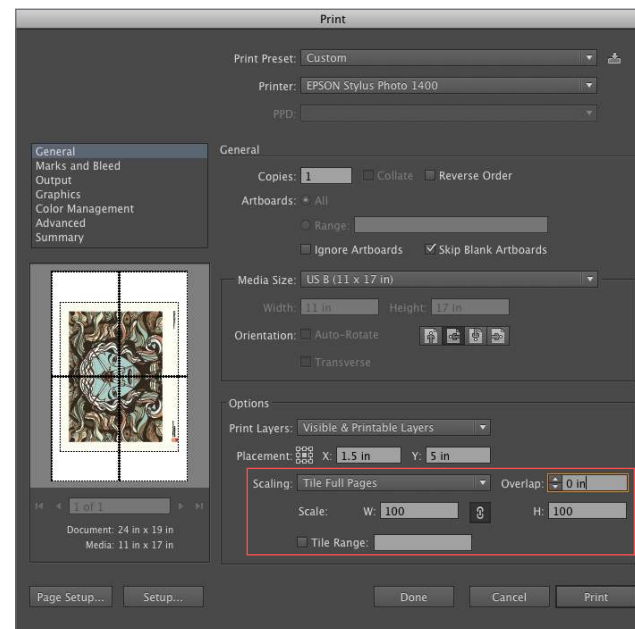 Print
Print Preset: Custom
Printer: EPSON Stylus Photo 1400
PPD:
General
Marks and Bleed
Output
Graphics
Color Management
Advanced
Summary
General
Copies: 1 Collate Reverse Order
Artboards: All
Range:
Ignore Artboards Skip Blank Artboards
Media Size: US B (11 x 17 in)
Width: 11 in Height: 17 in
Orientation: Auto-Rotate
Transverse
Options
Print Layers: Visible & Printable Layers
Placement: X: 1.5 in Y: 5 in
Scaling: Tile Full Pages Overlap: 0 in
Scale: W: 100 H: 100
Tile Range:
1 of 1
Document: 24 in x 19 in
Media: 11 in x 17 in
Page Setup... Setup... Done Cancel Print